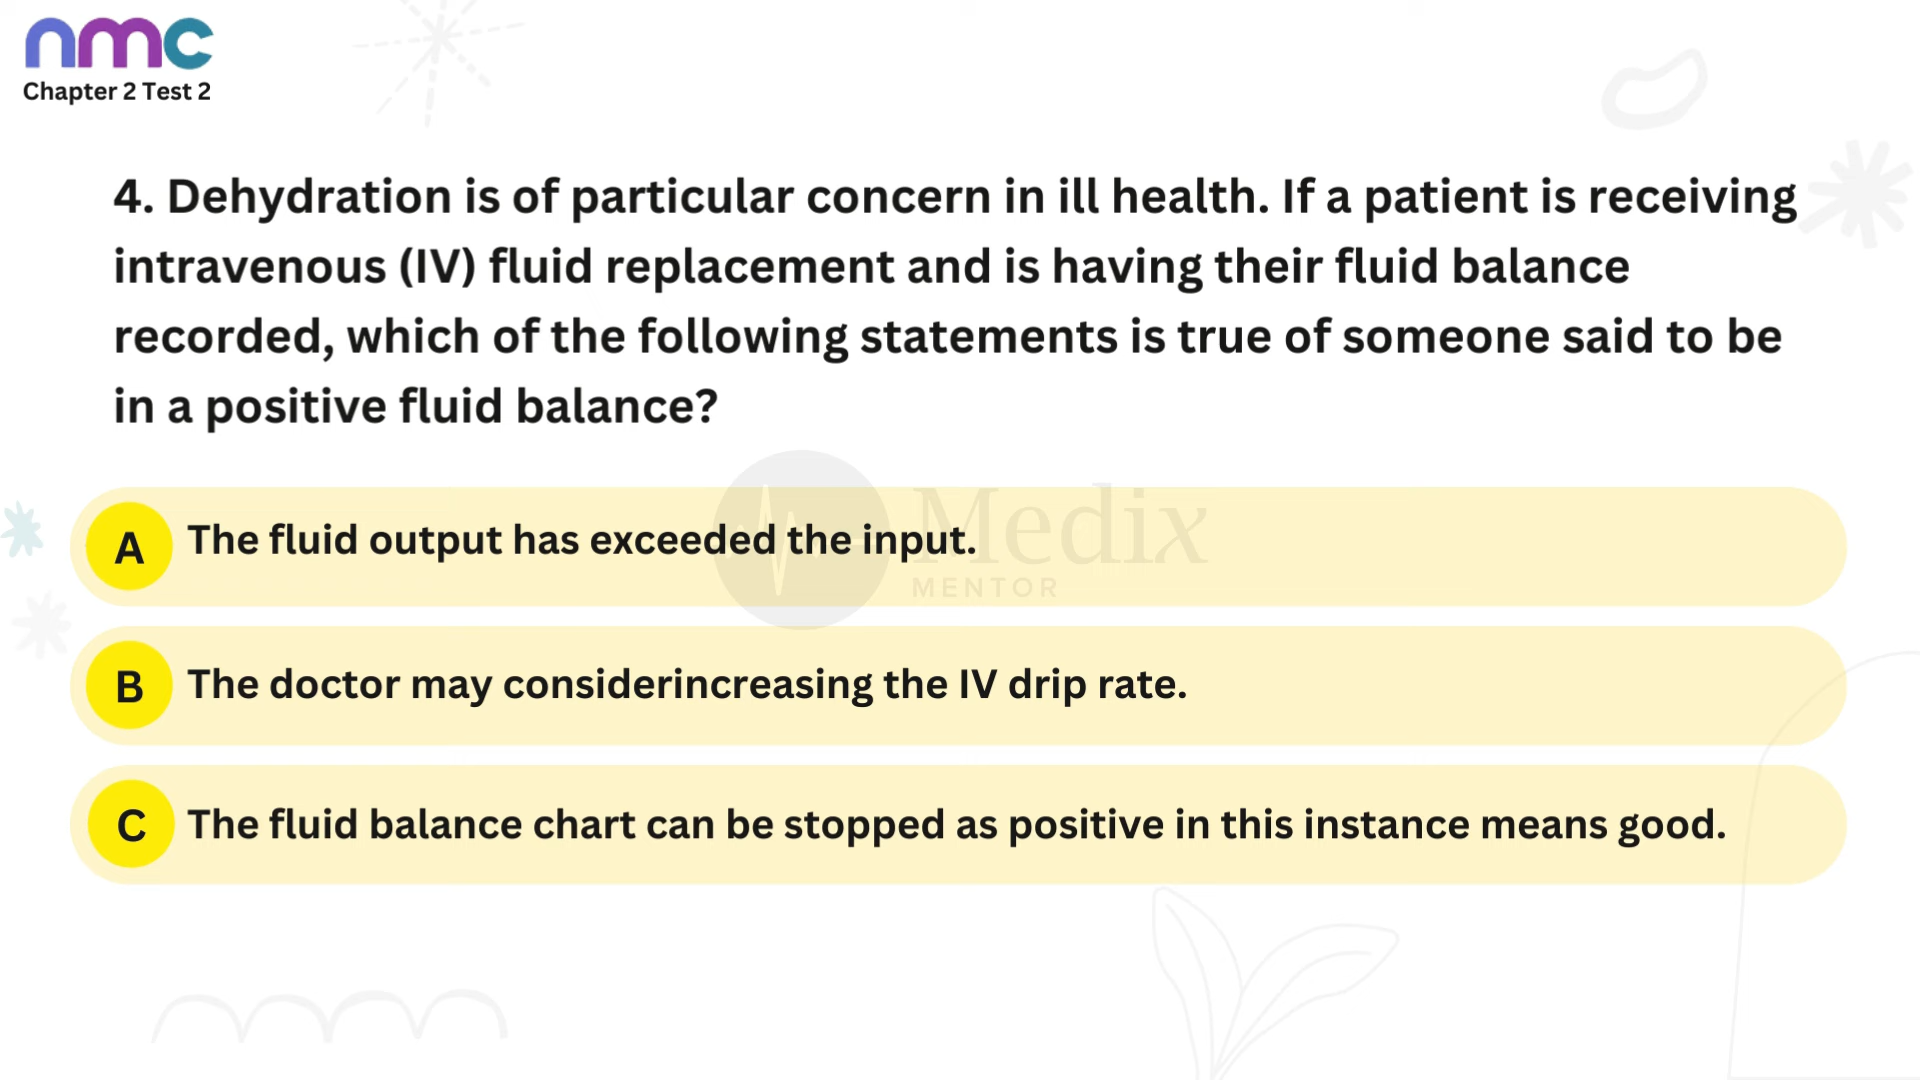 nmc
Chapter 2 Test 2
4. Dehydration is of particular concern in ill health. If a patient is receiving
intravenous (IV) fluid replacement and is having their fluid balance
recorded, which of the following statements is true of someone said to be
in a positive fluid balance?
A The fluid output has exceeded the input.
Medix
MENTOR
B The doctor may considerincreasing the IV drip rate.
C The fluid balance chart can be stopped as positive in this instance means good.